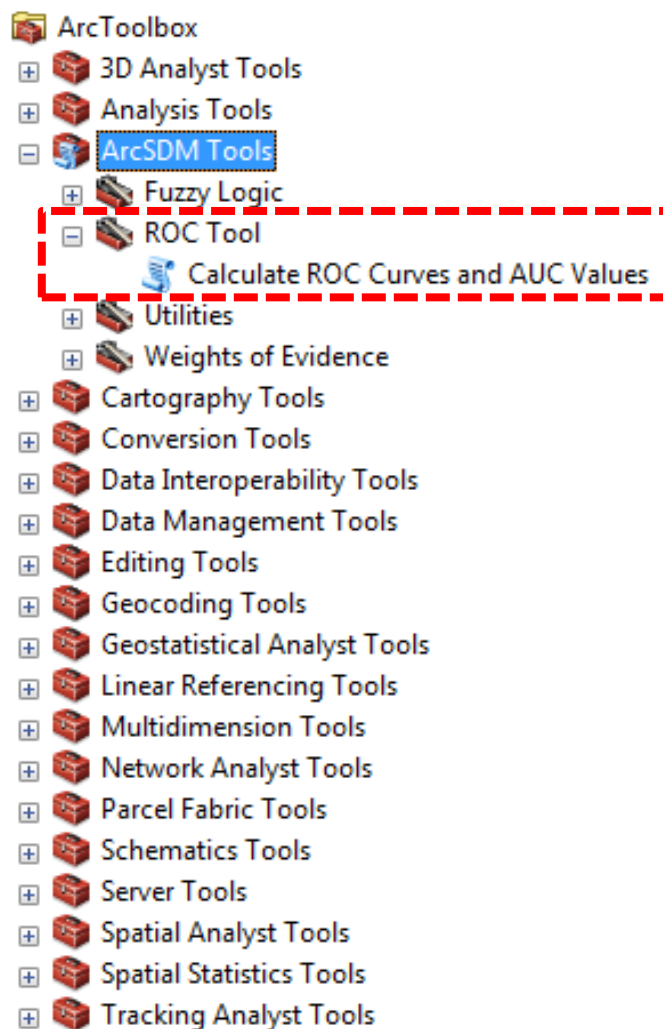 ArcToolbox
3D Analyst Tools
Analysis Tools
ArcSDM Tools
Fuzzy Logic
ROC Tool
Calculate ROC Curves and AUC Values
Utilities
Weights of Evidence
Cartography Tools
Conversion Tools
Data Interoperability Tools
Data Management Tools
Editing Tools
Geocoding Tools
Geostatistical Analyst Tools
Linear Referencing Tools
Multidimension Tools
Network Analyst Tools
Parcel Fabric Tools
Schematics Tools
Server Tools
Spatial Analyst Tools
Spatial Statistics Tools
Tracking Analyst Tools